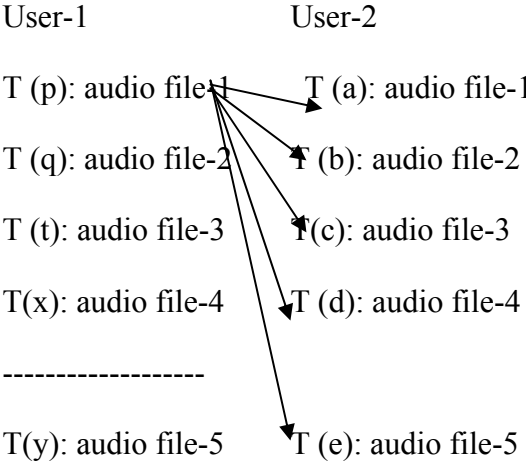 User-1 User-2
T (p): audio file-1 T (a): audio file-1
T (q): audio file-2 T (b): audio file-2
T (t): audio file-3 T(c): audio file-3
T(x): audio file-4 T (d): audio file-4
-------------------
T(y): audio file-5 T (e): audio file-5